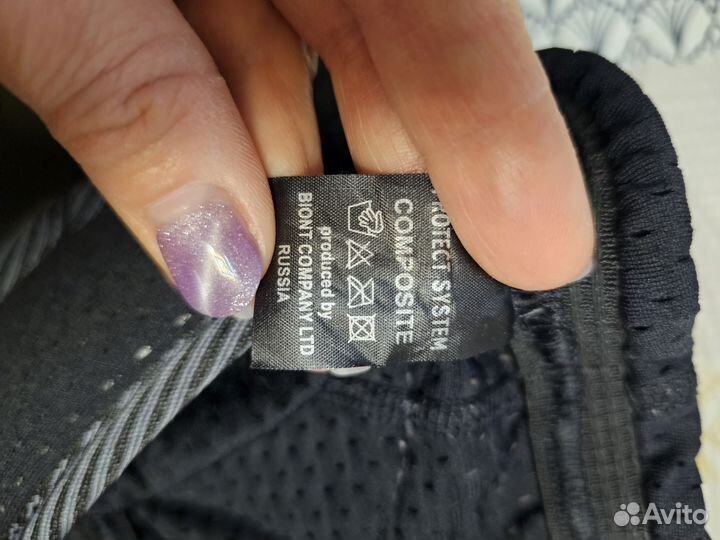 ROTECT SYSTEM
COMPOSITE
produced by
BIONT COMPANY LTD
RUSSIA
Avito